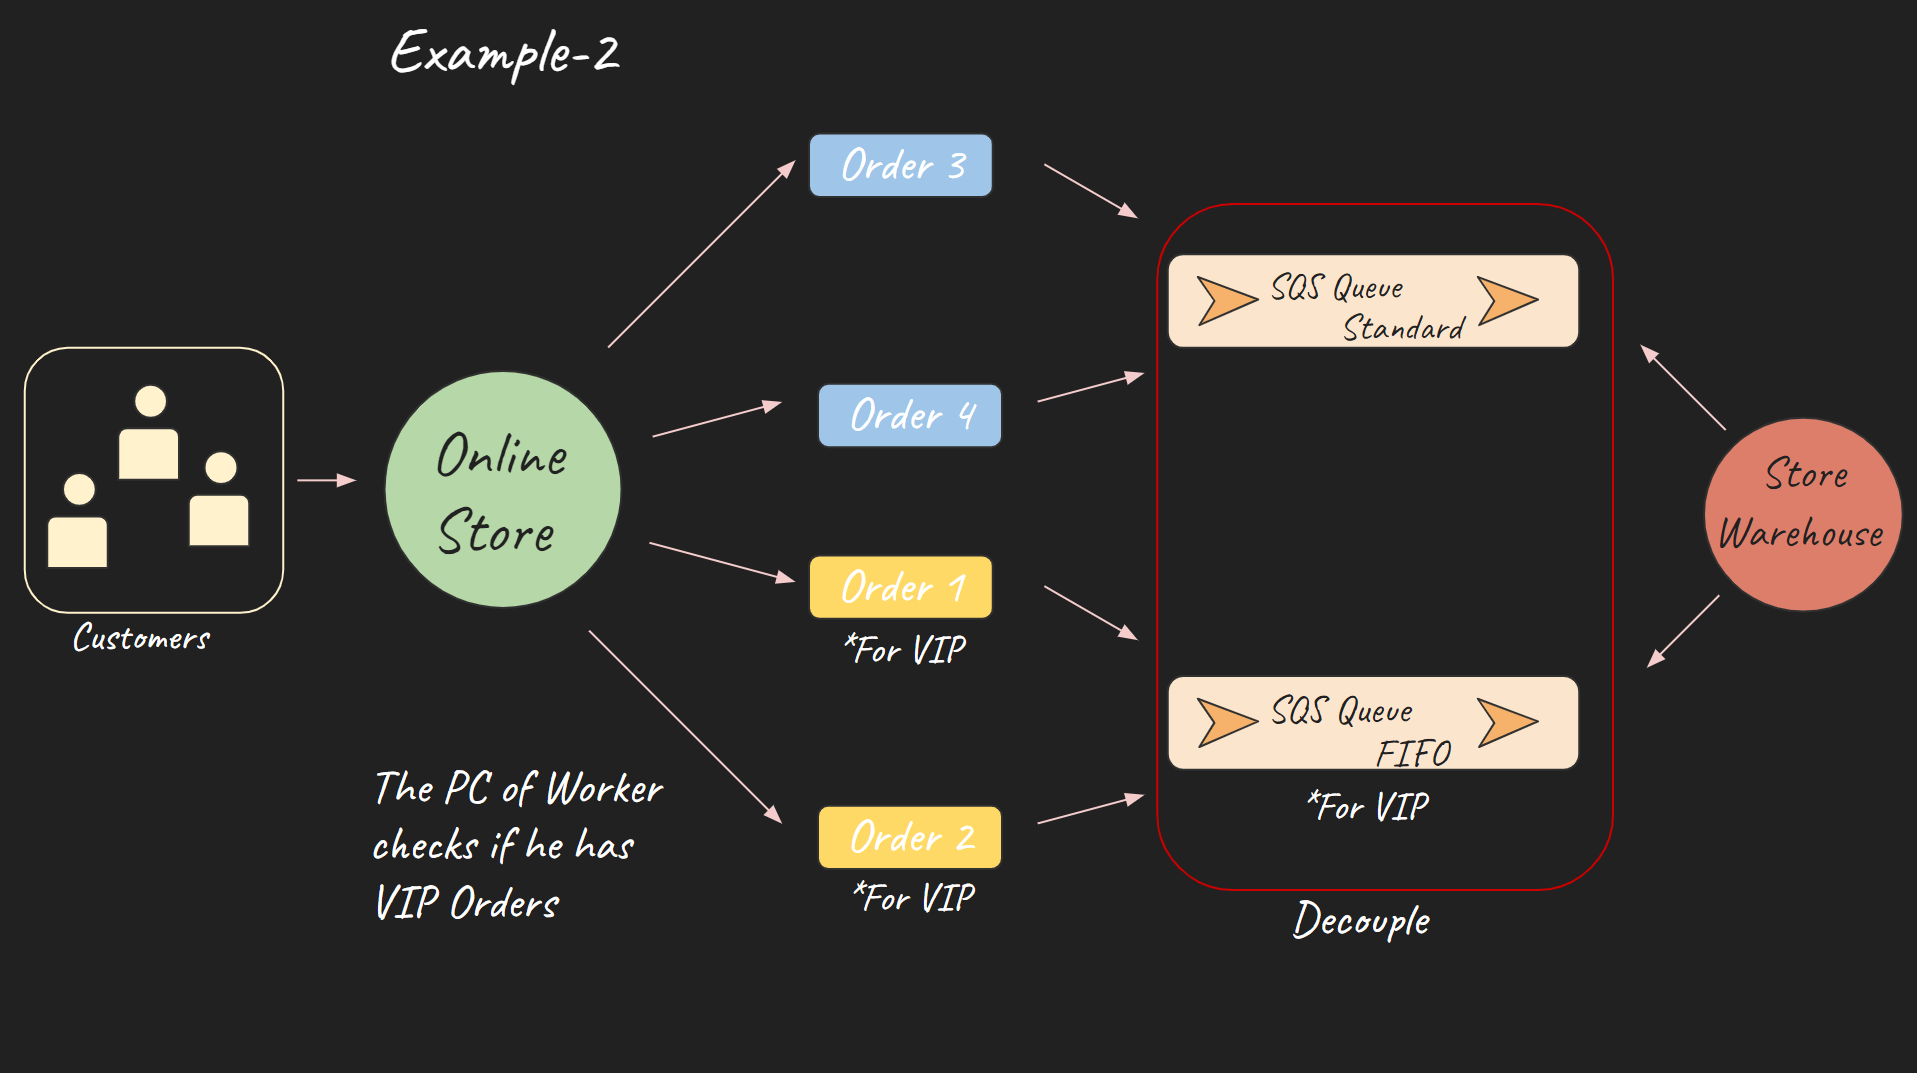 Example-2
Order 3
SQS Queue
Standard
Order 4
Online
Store
Store
Warehouse
Customers
Order 1
*For VIP
SQS Queue
FIFO
*For VIP
Order 2
*For VIP
The PC of Worker
checks if he has
VIP Orders
Decouple